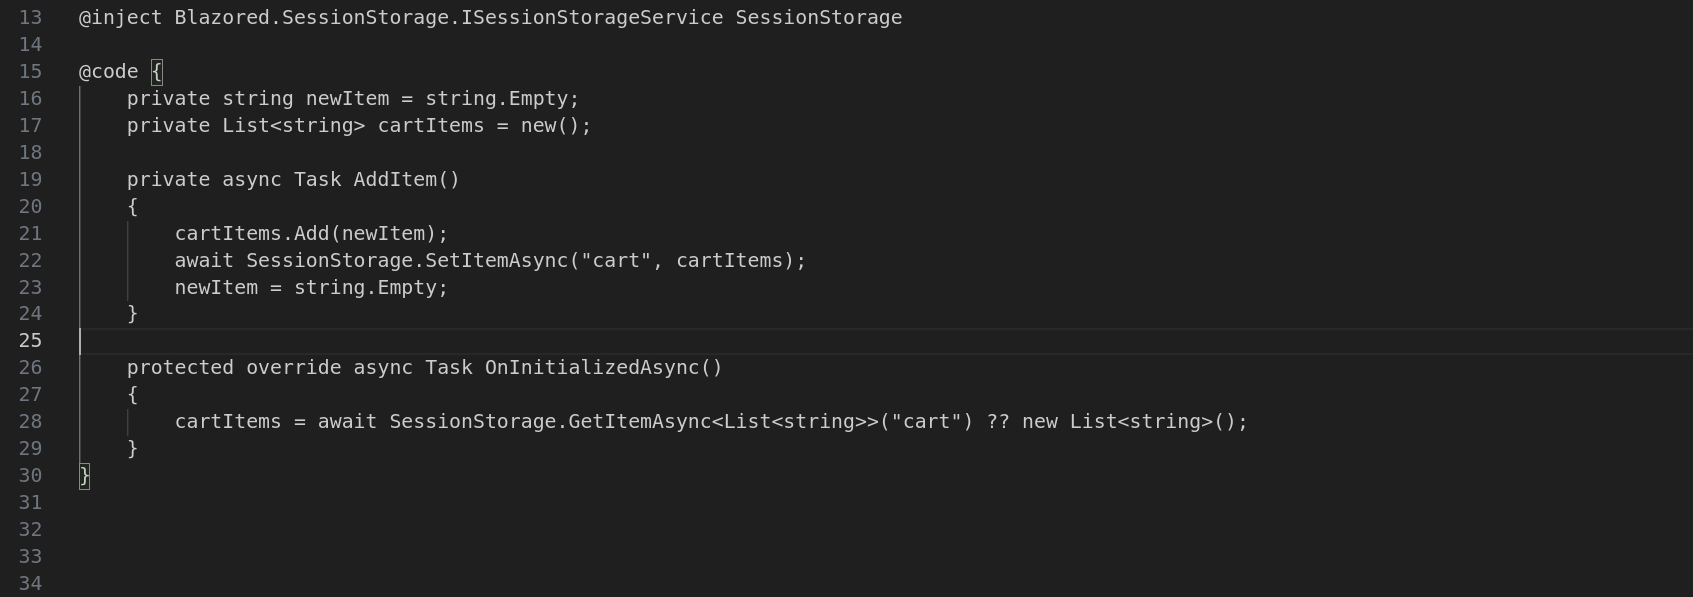 13 @inject Blazored.SessionStorage.ISessionStorageService SessionStorage
14
15 @code {
16     private string newItem = string.Empty;
17     private List<string> cartItems = new();
18
19     private async Task AddItem()
20     {
21         cartItems.Add(newItem);
22         await SessionStorage.SetItemAsync("cart", cartItems);
23         newItem = string.Empty;
24     }
25
26     protected override async Task OnInitializedAsync()
27     {
28         cartItems = await SessionStorage.GetItemAsync<List<string>>("cart") ?? new List<string>();
29     }
30 }
31
32
33
34